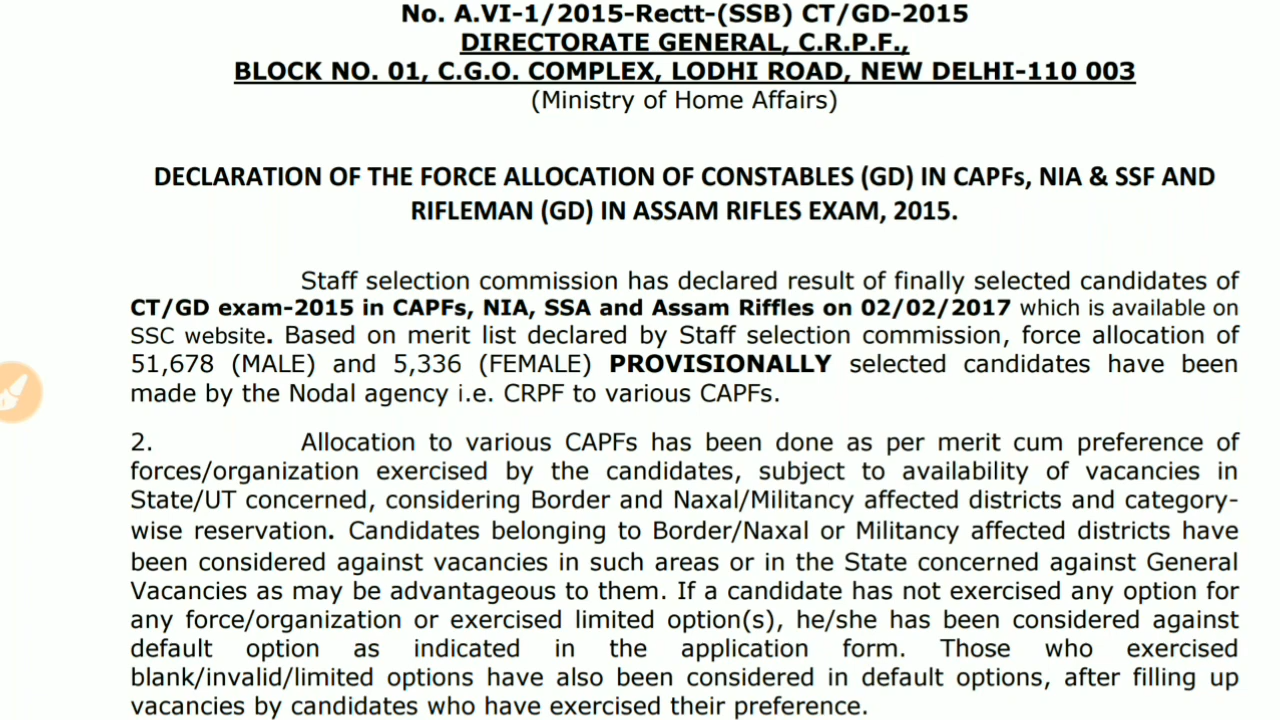 No. A.VI-1/2015-Rectt-(SSB) CT/GD-2015
DIRECTORATE GENERAL, C.R.P.F.,
BLOCK NO. 01, C.G.O. COMPLEX, LODHI ROAD, NEW DELHI-110 003
(Ministry of Home Affairs)
DECLARATION OF THE FORCE ALLOCATION OF CONSTABLES (GD) IN CAPFs, NIA & SSF AND
RIFLEMAN (GD) IN ASSAM RIFLES EXAM, 2015.
Staff selection commission has declared result of finally selected candidates of
CT/GD exam-2015 in CAPFs, NIA, SSA and Assam Riffles on 02/02/2017 which is available on
SSC website. Based on merit list declared by Staff selection commission, force allocation of
51,678 (MALE) and 5,336 (FEMALE) PROVISIONALLY selected candidates have been
made by the Nodal agency i.e. CRPF to various CAPFs.
2. Allocation to various CAPFs has been done as per merit cum preference of
forces/organization exercised by the candidates, subject to availability of vacancies in
State/UT concerned, considering Border and Naxal/Militancy affected districts and category-
wise reservation. Candidates belonging to Border/Naxal or Militancy affected districts have
been considered against vacancies in such areas or in the State concerned against General
Vacancies as may be advantageous to them. If a candidate has not exercised any option for
any force/organization or exercised limited option(s), he/she has been considered against
default option as indicated in the application form. Those who exercised
blank/invalid/limited options have also been considered in default options, after filling up
vacancies by candidates who have exercised their preference.